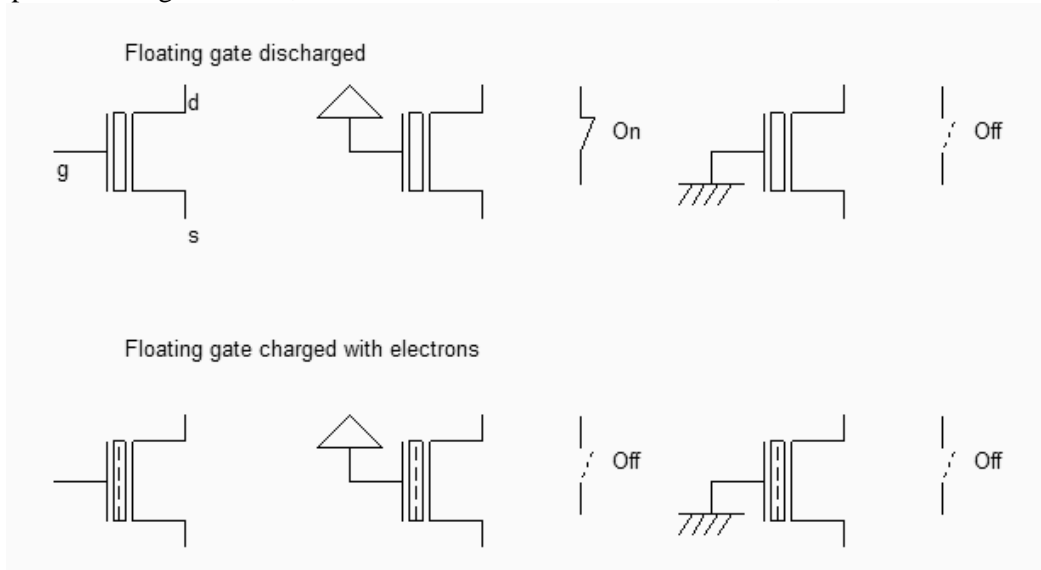 Floating gate discharged
d
g
s
On
Off
Floating gate charged with electrons
Off
Off